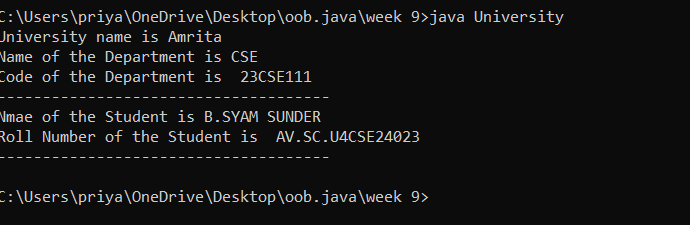 C:\Users\priya\OneDrive\Desktop\oob.java\week 9>java University
University name is Amrita
Name of the Department is CSE
Code of the Department is  23CSE111
-------------------------------------
Nmae of the Student is B.SYAM SUNDER
Roll Number of the Student is  AV.SC.U4CSE24023
-------------------------------------
C:\Users\priya\OneDrive\Desktop\oob.java\week 9>